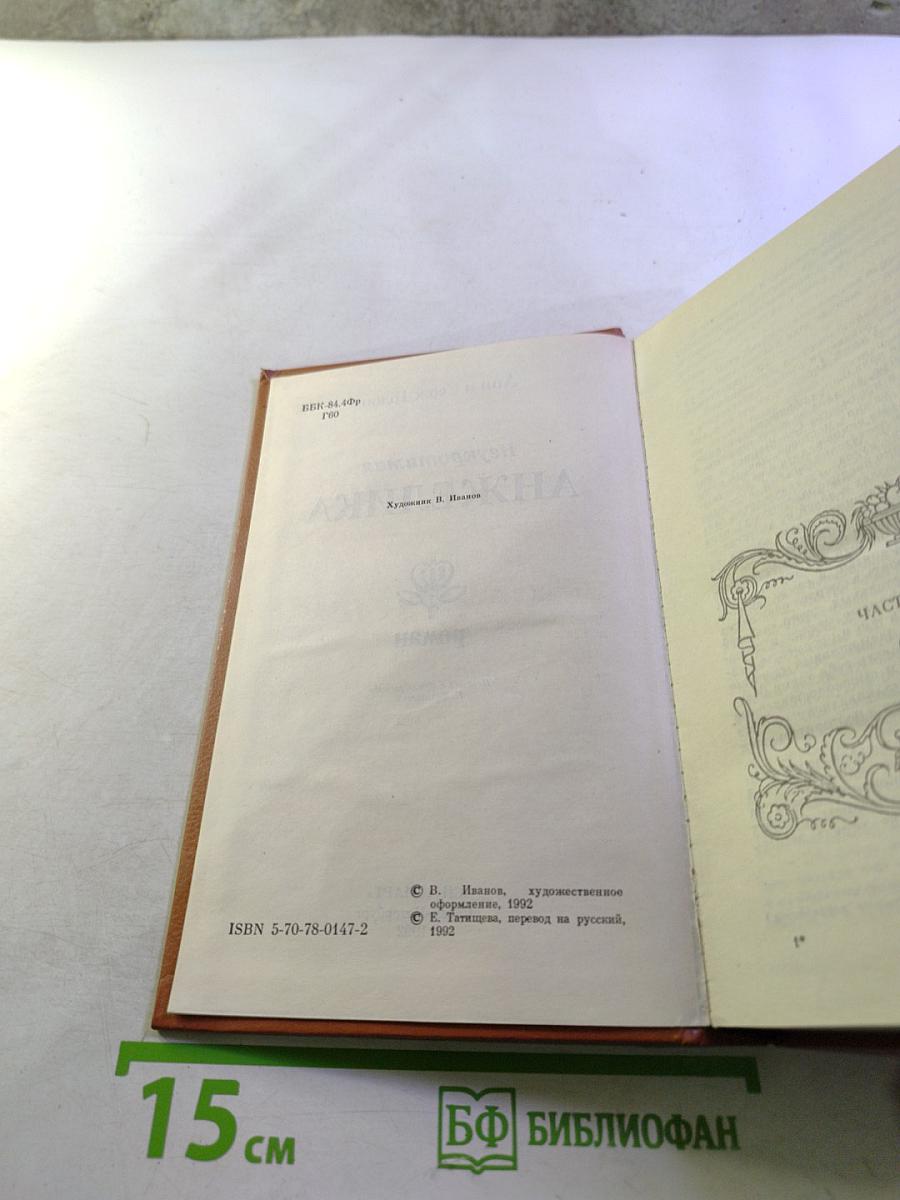 ББК-84.4Фр
Г60
Художник В. Иванов
© В. Иванов, художественное
оформление, 1992
© Е. Татищева, перевод на русский,
1992
ISBN 5-70-78-0147-2
ЧАСТ
1*
15 см
БФ БИБЛИОФАН